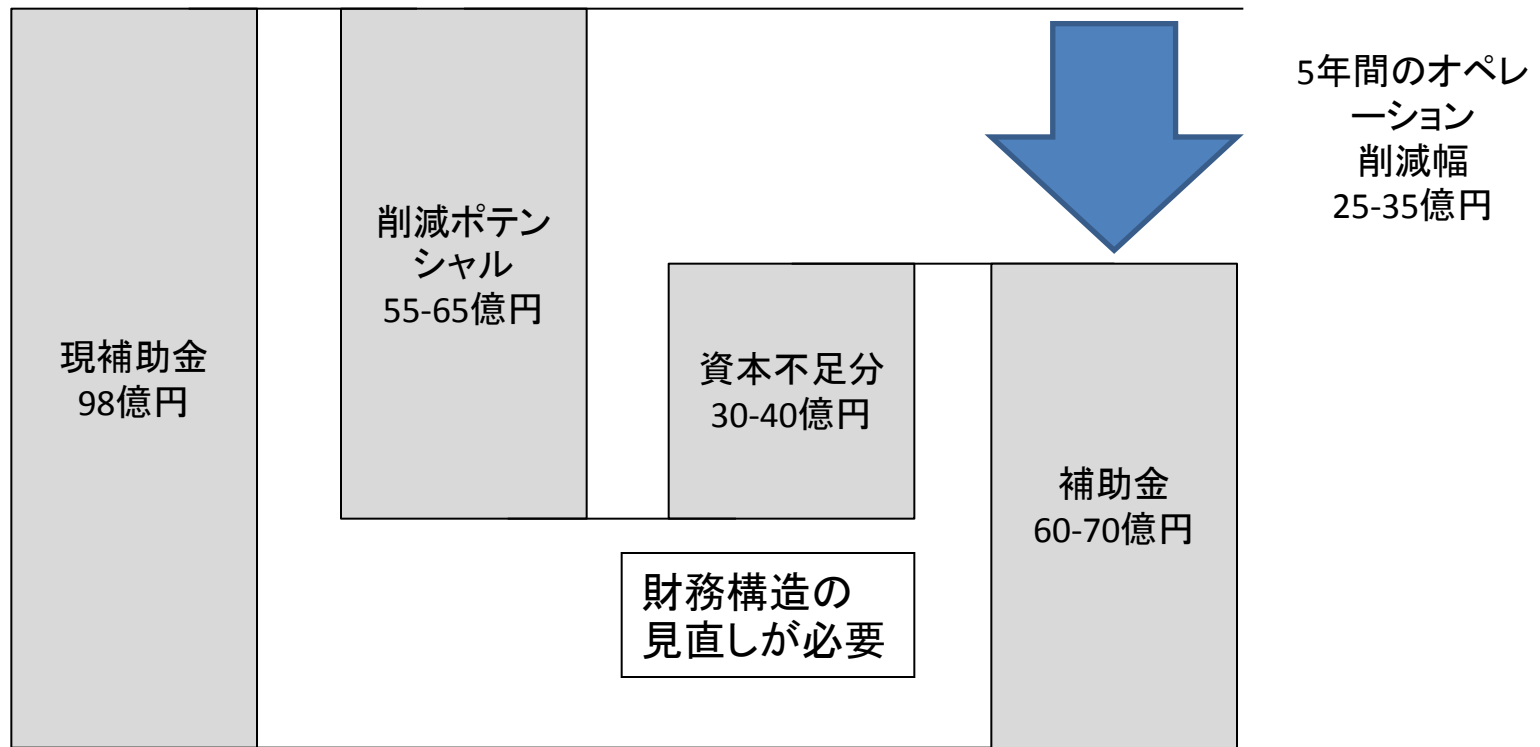 現補助金
98億円
削減ポテン
シャル
55-65億円
資本不足分
30-40億円
財務構造の
見直しが必要
補助金
60-70億円
5年間のオペレ
ーション
削減幅
25-35億円